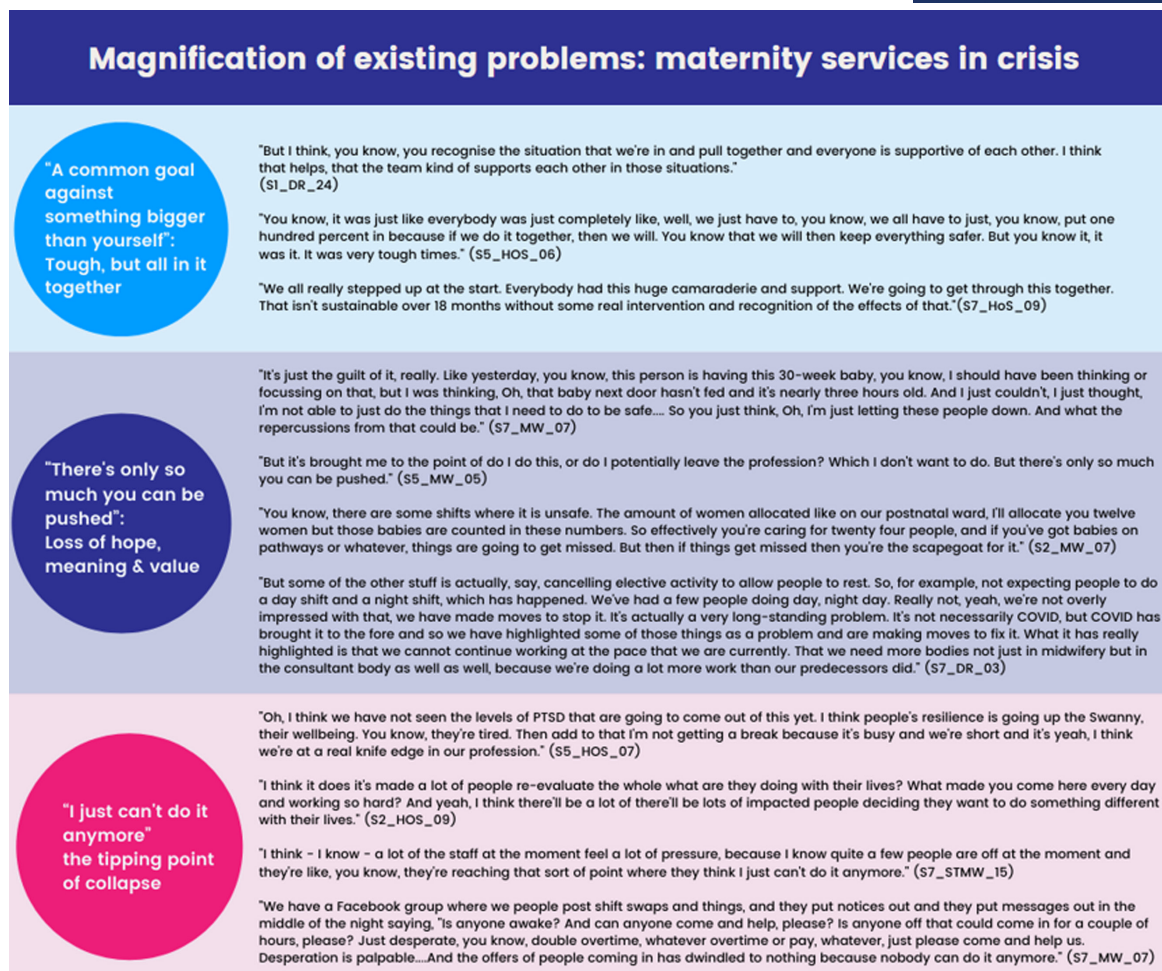 Magnification of existing problems: maternity services in crisis
"A common goal
against
something bigger
than yourself":
Tough, but all in it
together
"But I think, you know, you recognise the situation that we're in and pull together and everyone is supportive of each other. I think
that helps, that the team kind of supports each other in those situations."
(S1_DR_24)
"You know, it was just like everybody was just completely like, well, we just have to, you know, we all have to just, you know, put one
hundred percent in because if we do it together, then we will. You know that we will then keep everything safer. But you know it, it
was it. It was very tough times." (S5_HOS_06)
"We all really stepped up at the start. Everybody had this huge camaraderie and support. We're going to get through this together.
That isn't sustainable over 18 months without some real intervention and recognition of the effects of that."(S7_HoS_09)
"There's only so
much you can be
pushed":
Loss of hope,
meaning & value
"It's just the guilt of it, really. Like yesterday, you know, this person is having this 30-week baby, you know, I should have been thinking or
focussing on that, but I was thinking, Oh, that baby next door hasn't fed and it's nearly three hours old. And I just couldn't, I just thought,
I'm not able to just do the things that I need to do to be safe.... So you just think, Oh, I'm just letting these people down. And what the
repercussions from that could be." (S7_MW_07)
"But it's brought me to the point of do I do this, or do I potentially leave the profession? Which I don't want to do. But there's only so much
you can be pushed." (S5_MW_05)
"You know, there are some shifts where it is unsafe. The amount of women allocated like on our postnatal ward, I'll allocate you twelve
women but those babies are counted in these numbers. So effectively you're caring for twenty four people, and if you've got babies on
pathways or whatever, things are going to get missed. But then if things get missed then you're the scapegoat for it." (S2_MW_07)
"But some of the other stuff is actually, say, cancelling elective activity to allow people to rest. So, for example, not expecting people to do
a day shift and a night shift, which has happened. We've had a few people doing day, night day. Really not, yeah, we're not overly
impressed with that, we have made moves to stop it. It's actually a very long-standing problem. It's not necessarily COVID, but COVID has
brought it to the fore and so we have highlighted some of those things as a problem and are making moves to fix it. What it has really
highlighted is that we cannot continue working at the pace that we are currently. That we need more bodies not just in midwifery but in
the consultant body as well as well, because we're doing a lot more work than our predecessors did." (S7_DR_03)
"I just can't do it
anymore"
the tipping point
of collapse
"Oh, I think we have not seen the levels of PTSD that are going to come out of this yet. I think people's resilience is going up the Swanny,
their wellbeing. You know, they're tired. Then add to that I'm not getting a break because it's busy and we're short and it's yeah, I think
we're at a real knife edge in our profession." (S5_HOS_07)
"I think it does it's made a lot of people re-evaluate the whole what are they doing with their lives? What made you come here every day
and working so hard? And yeah, I think there'll be a lot of there'll be lots of impacted people deciding they want to do something different
with their lives." (S2_HOS_09)
"I think - I know - a lot of the staff at the moment feel a lot of pressure, because I know quite a few people are off at the moment and
they're like, you know, they're reaching that sort of point where they think I just can't do it anymore." (S7_STMW_15)
"We have a Facebook group where we people post shift swaps and things, and they put notices out and they put messages out in the
middle of the night saying, "Is anyone awake? And can anyone come and help, please? Is anyone off that could come in for a couple of
hours, please? Just desperate, you know, double overtime, whatever overtime or pay, whatever, just please come and help us.
Desperation is palpable....And the offers of people coming in has dwindled to nothing because nobody can do it anymore." (S7_MW_07)